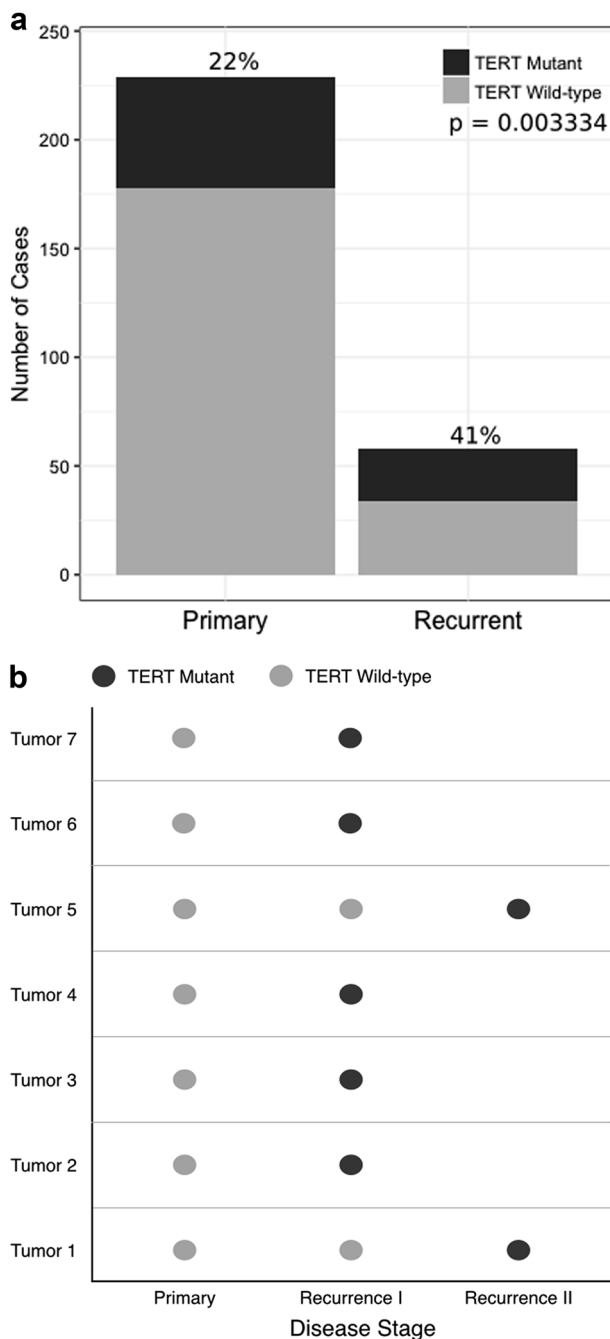 a
250
200
150
100
50
0
Number of Cases
22%
41%
TERT Mutant
TERT Wild-type
p = 0.003334
Primary
Recurrent
b
TERT Mutant
TERT Wild-type
Tumor 7
Tumor 6
Tumor 5
Tumor 4
Tumor 3
Tumor 2
Tumor 1
Primary
Recurrence I
Recurrence II
Disease Stage